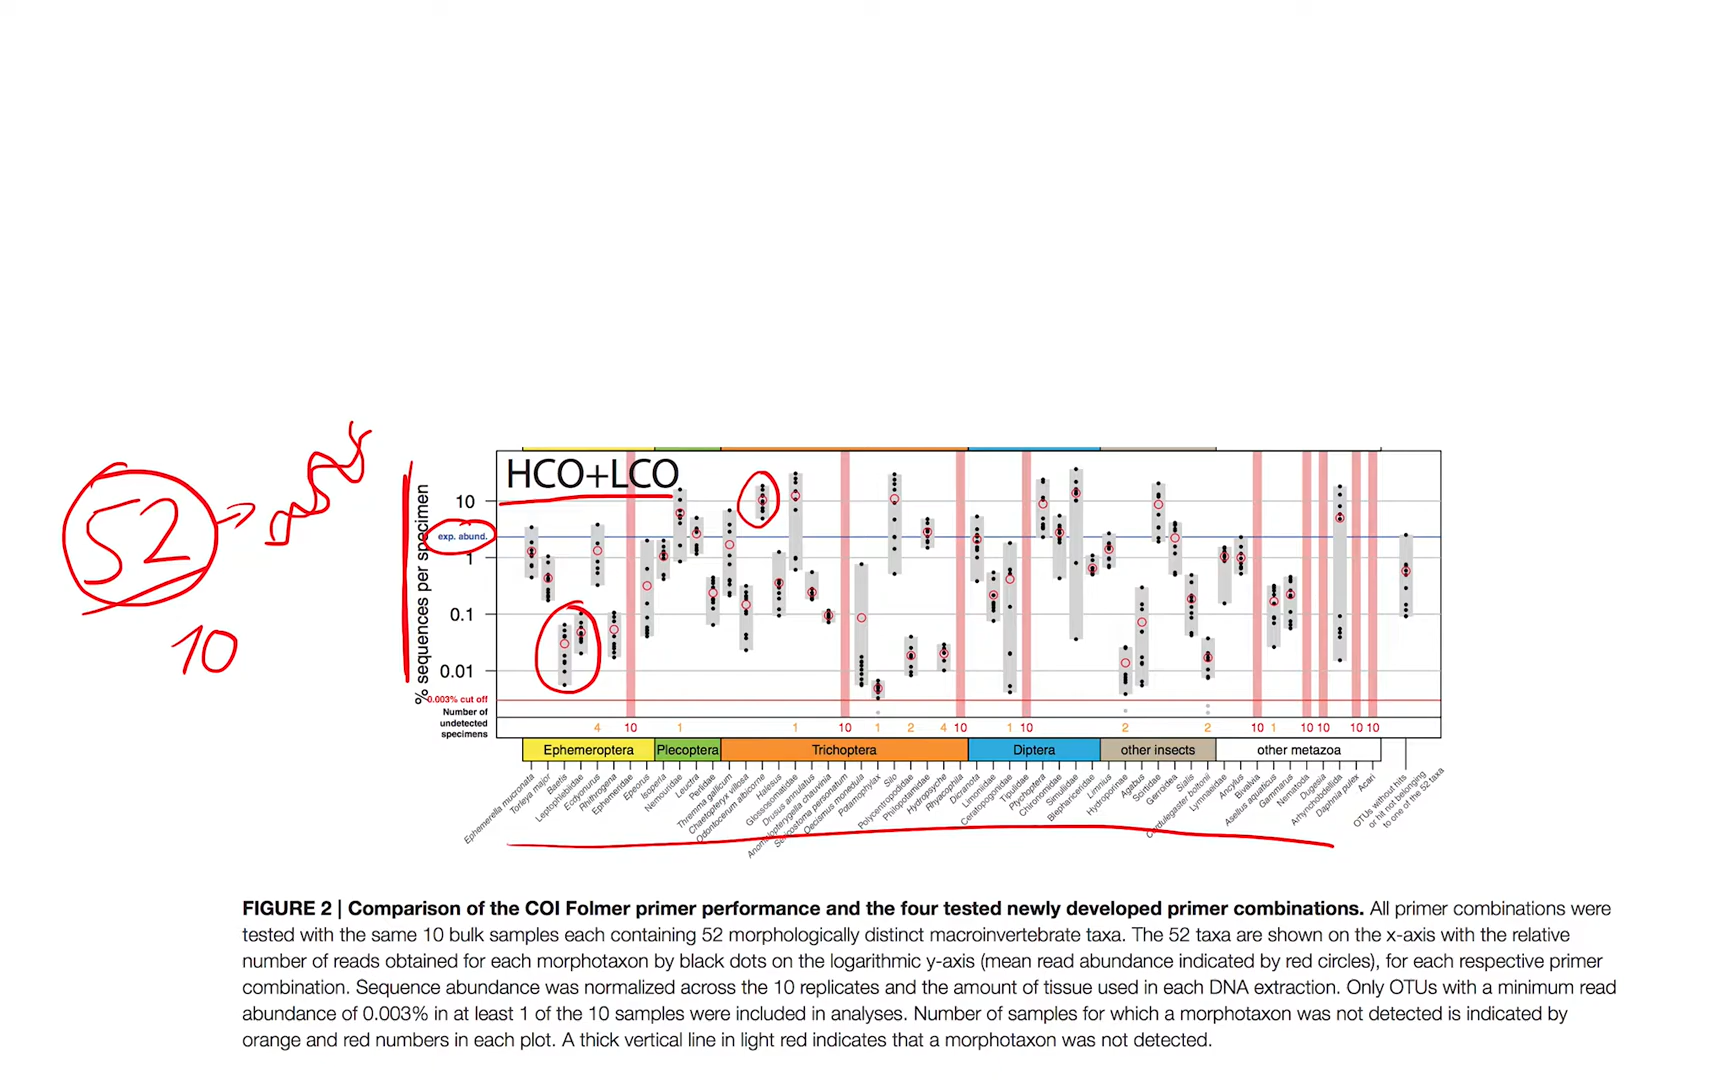 HCO+LCO
52
10
% sequences per specimen
10
exp. abund.
1
0.1
0.01
0.003% cut off
Number of
undetected
specimens
4 10 1 1 10 1 2 4 10 1 10 2 2 10 1 10 10 10 10
Ephemeroptera Plecoptera Trichoptera Diptera other insects other metazoa
Ephemerella mucronata
Torleya major
Baetis
Leptophlebiidae
Ecdyonurus
Rhithrogena
Ephemeridae
Epeorus
Isoperla
Nemouridae
Leuctra
Perlidae
Thremma gallicum
Chaetopteryx villosa
Odontocerum albicorne
Halesus
Glossosomatidae
Drusus annulatus
Anomalopterygella chauvinia
Sericostoma personatum
Decismus monedula
Potamophylax
Silo
Polycentropodidae
Philopotamidae
Hydropsyche
Rhyacophila
Dicranota
Limoniidae
Ceratopogonidae
Tipulidae
Ptychoptera
Chironomidae
Simuliidae
Blephariceridae
Limnius
Hydroporinae
Agabus
Scirtidae
Gerroidea
Sialis
Cordulegaster boltonii
Lymnaeidae
Ancylus
Bivalvia
Asellus aquaticus
Gammarus
Nematoda
Dugesia
Arhynchobdellida
Daphnia pulex
Acari
OTUs without hits
or hit not belonging
to one of the 52 taxa
FIGURE 2 | Comparison of the COI Folmer primer performance and the four tested newly developed primer combinations. All primer combinations were
tested with the same 10 bulk samples each containing 52 morphologically distinct macroinvertebrate taxa. The 52 taxa are shown on the x-axis with the relative
number of reads obtained for each morphotaxon by black dots on the logarithmic y-axis (mean read abundance indicated by red circles), for each respective primer
combination. Sequence abundance was normalized across the 10 replicates and the amount of tissue used in each DNA extraction. Only OTUs with a minimum read
abundance of 0.003% in at least 1 of the 10 samples were included in analyses. Number of samples for which a morphotaxon was not detected is indicated by
orange and red numbers in each plot. A thick vertical line in light red indicates that a morphotaxon was not detected.